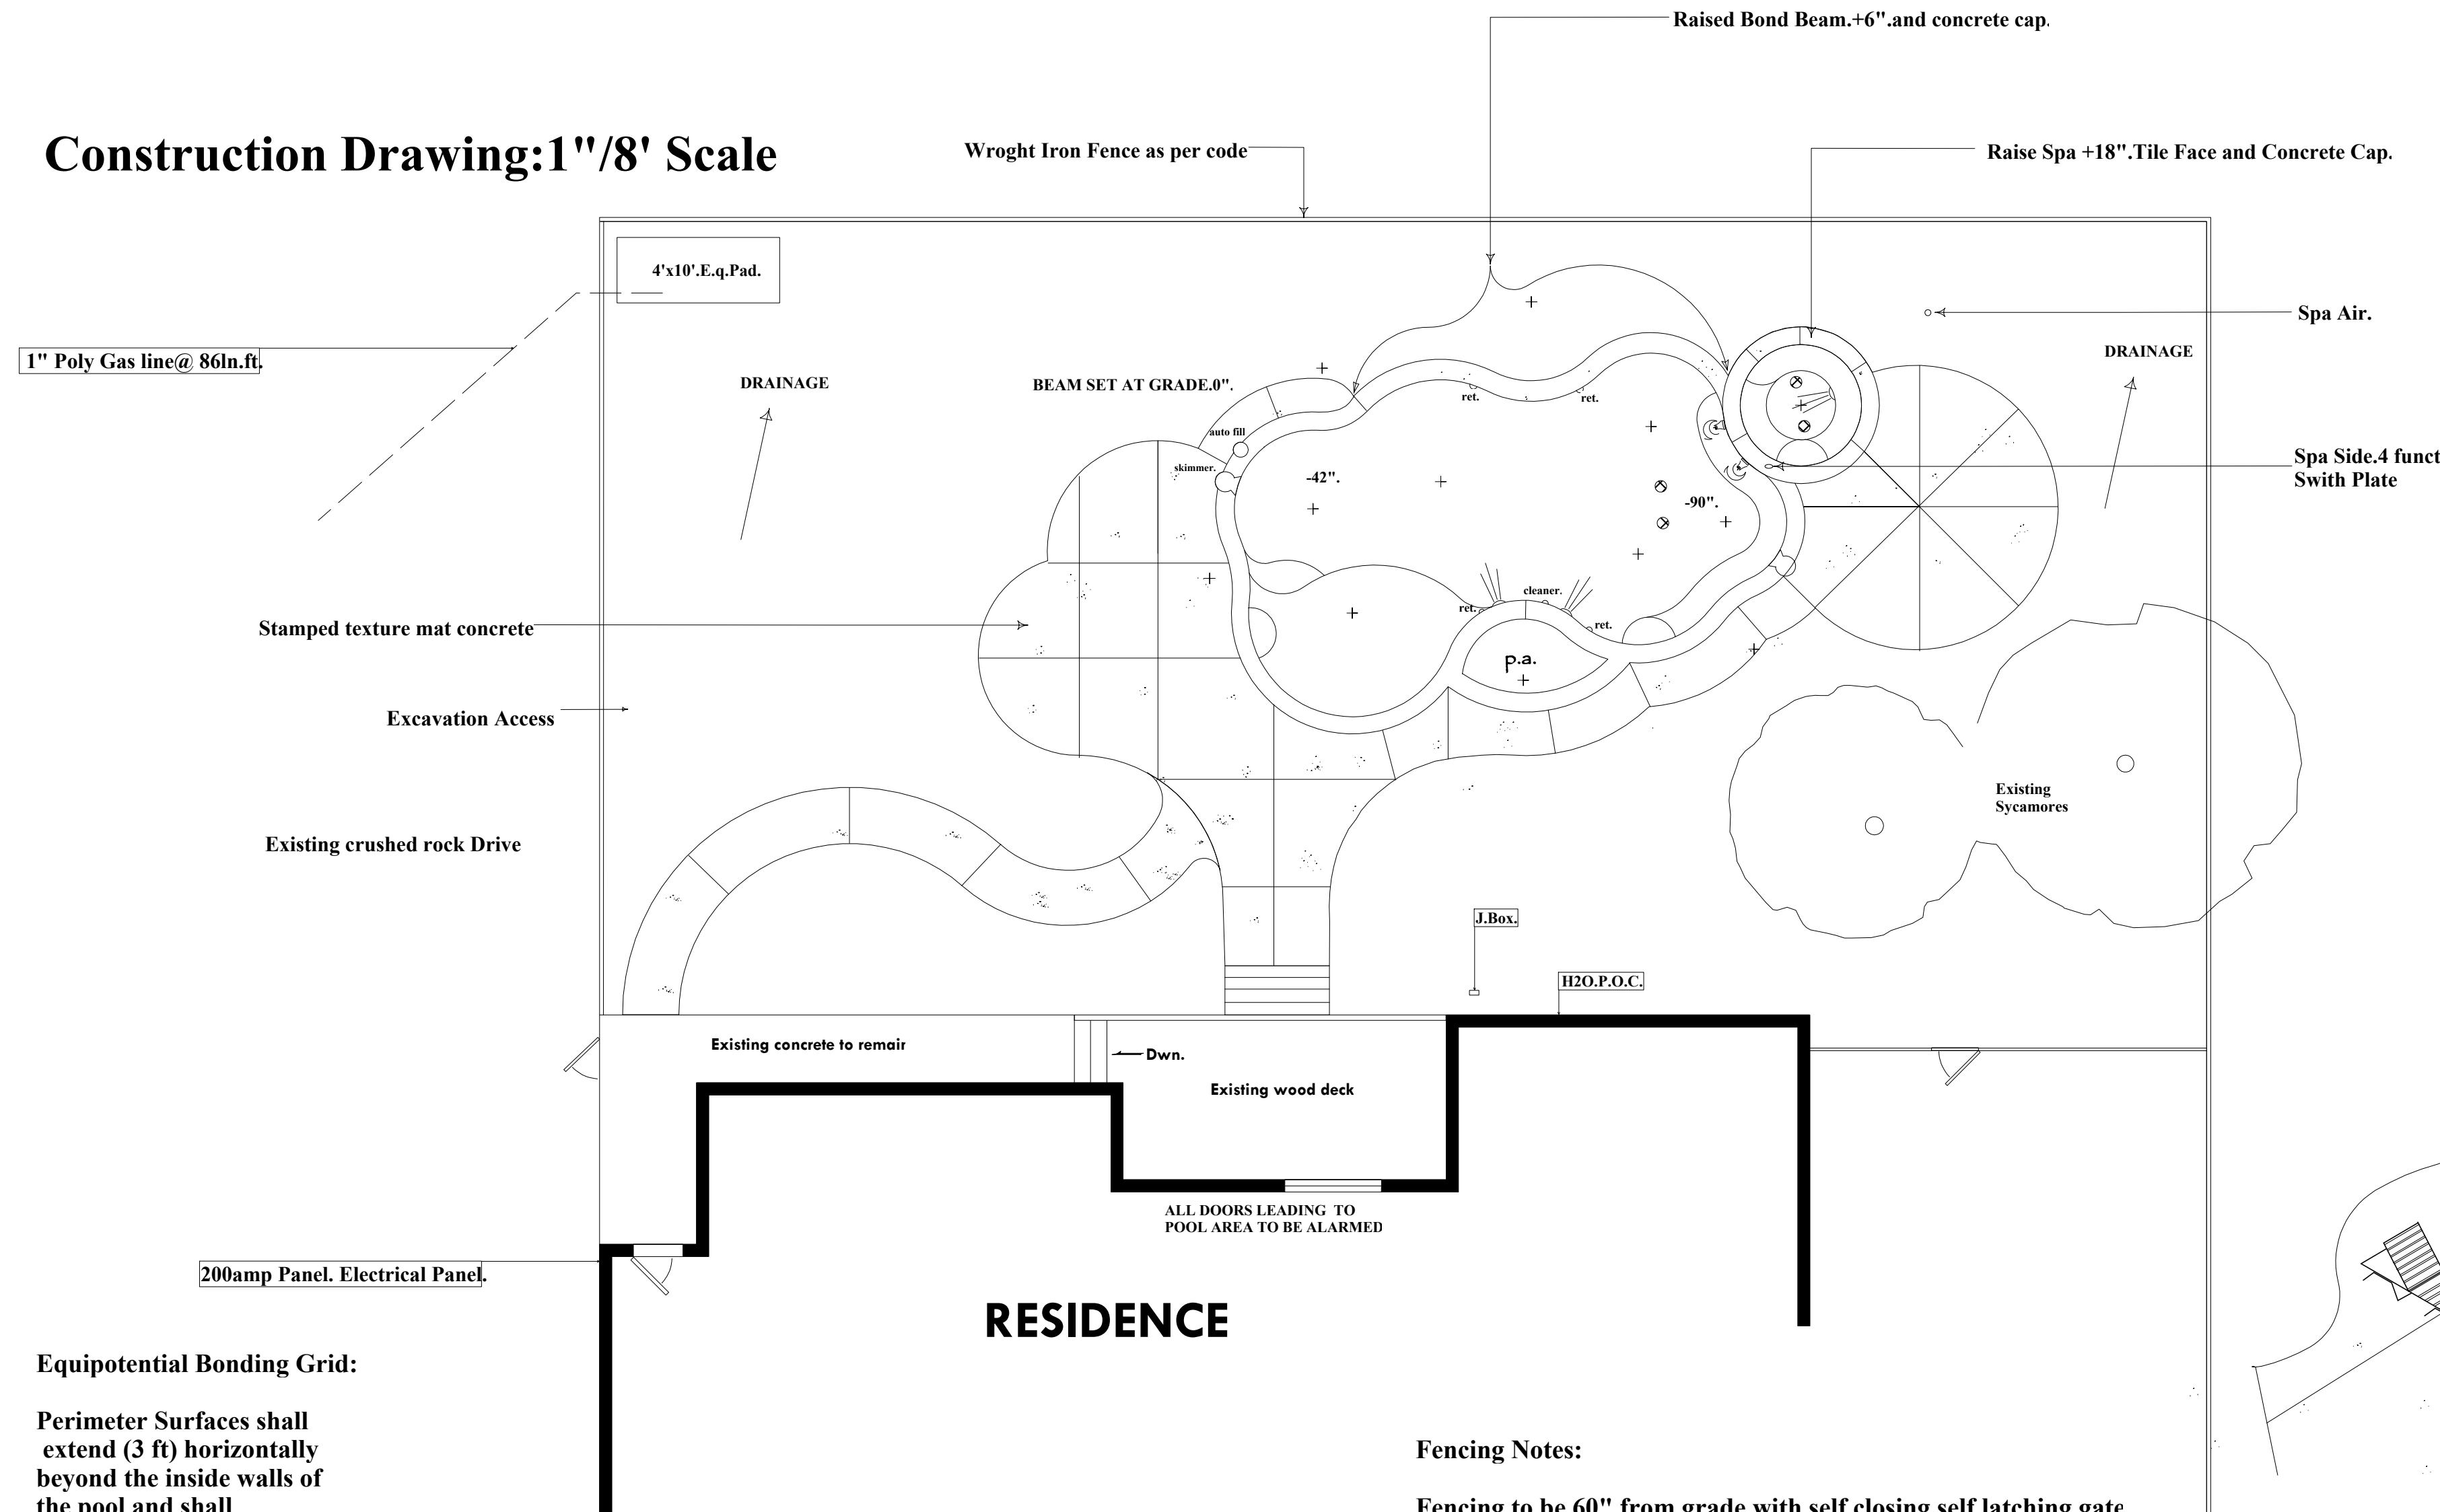 Raised Bond Beam.+6".and concrete cap.
Construction Drawing:1"/8' Scale
Wroght Iron Fence as per code
Raise Spa +18".Tile Face and Concrete Cap.
4'x10'.E.q.Pad.
Spa Air.
1" Poly Gas line@ 86ln.ft.
DRAINAGE
BEAM SET AT GRADE.0".
DRAINAGE
ret.
ret.
auto fill
skimmer.
-42".
-90".
Spa Side.4 funct
Swith Plate
cleaner.
ret.
ret.
Stamped texture mat concrete
p.a.
Excavation Access
Existing
Sycamores
Existing crushed rock Drive
J.Box.
H2O.P.O.C.
Existing concrete to remair
Dwn.
Existing wood deck
ALL DOORS LEADING TO
POOL AREA TO BE ALARMED
200amp Panel. Electrical Panel.
RESIDENCE
Equipotential Bonding Grid:
Perimeter Surfaces shall
extend (3 ft) horizontally
beyond the inside walls of
the pool and shall
Fencing Notes:
Fencing to be 60" from grade with self closing self latching gate